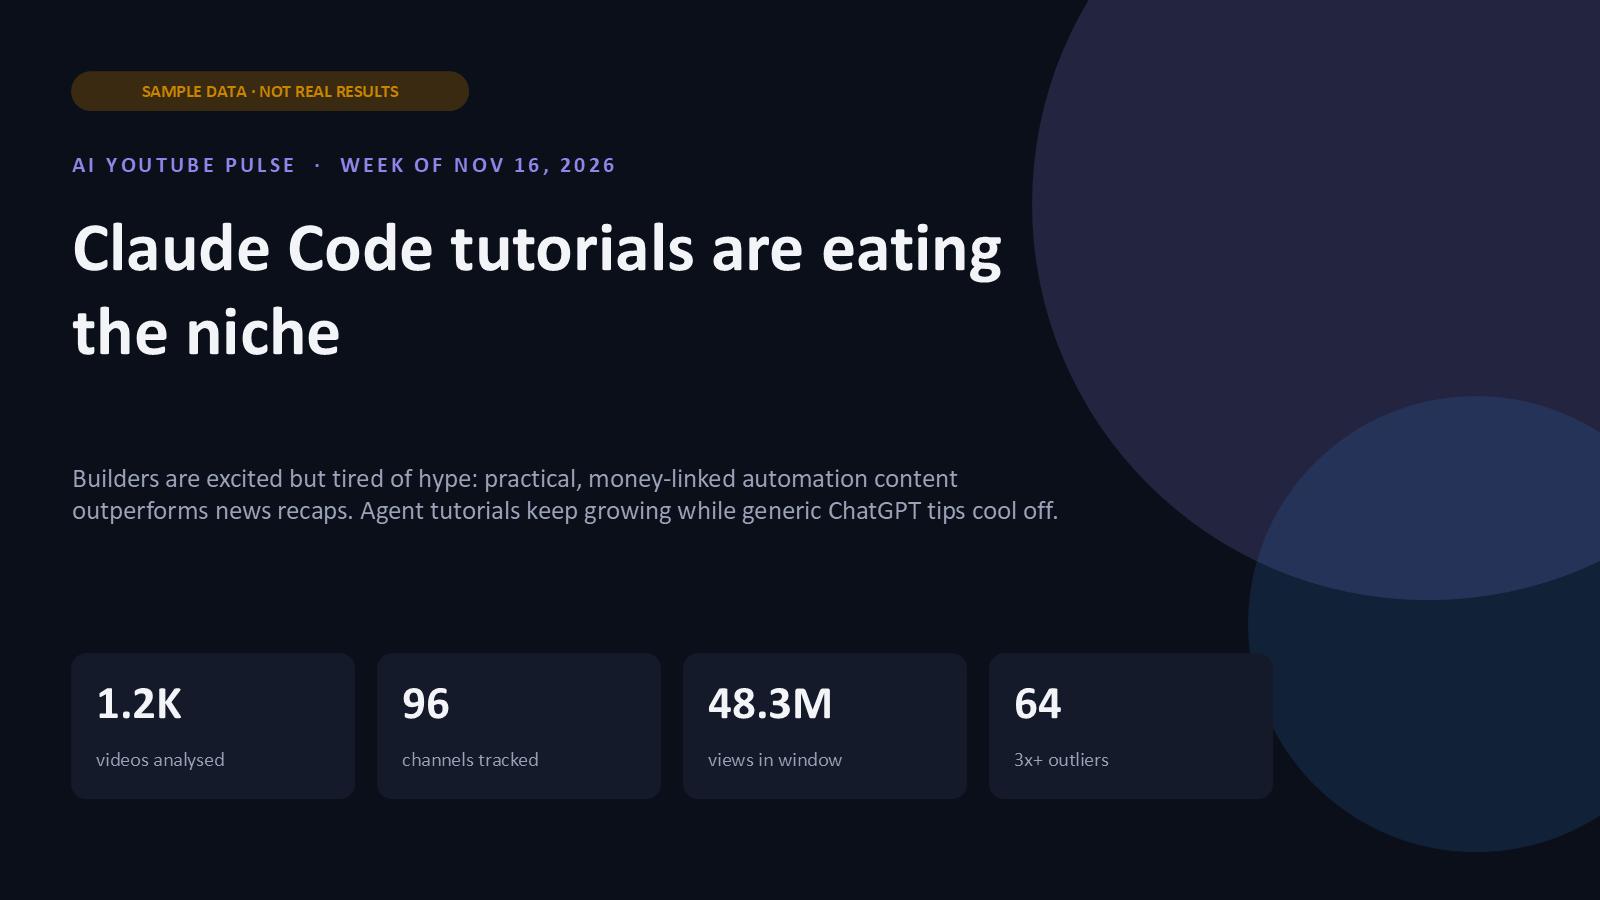 SAMPLE DATA · NOT REAL RESULTS
AI YOUTUBE PULSE · WEEK OF NOV 16, 2026
Claude Code tutorials are eating
the niche
Builders are excited but tired of hype: practical, money-linked automation content
outperforms news recaps. Agent tutorials keep growing while generic ChatGPT tips cool off.
1.2K
videos analysed
96
channels tracked
48.3M
views in window
64
3x+ outliers